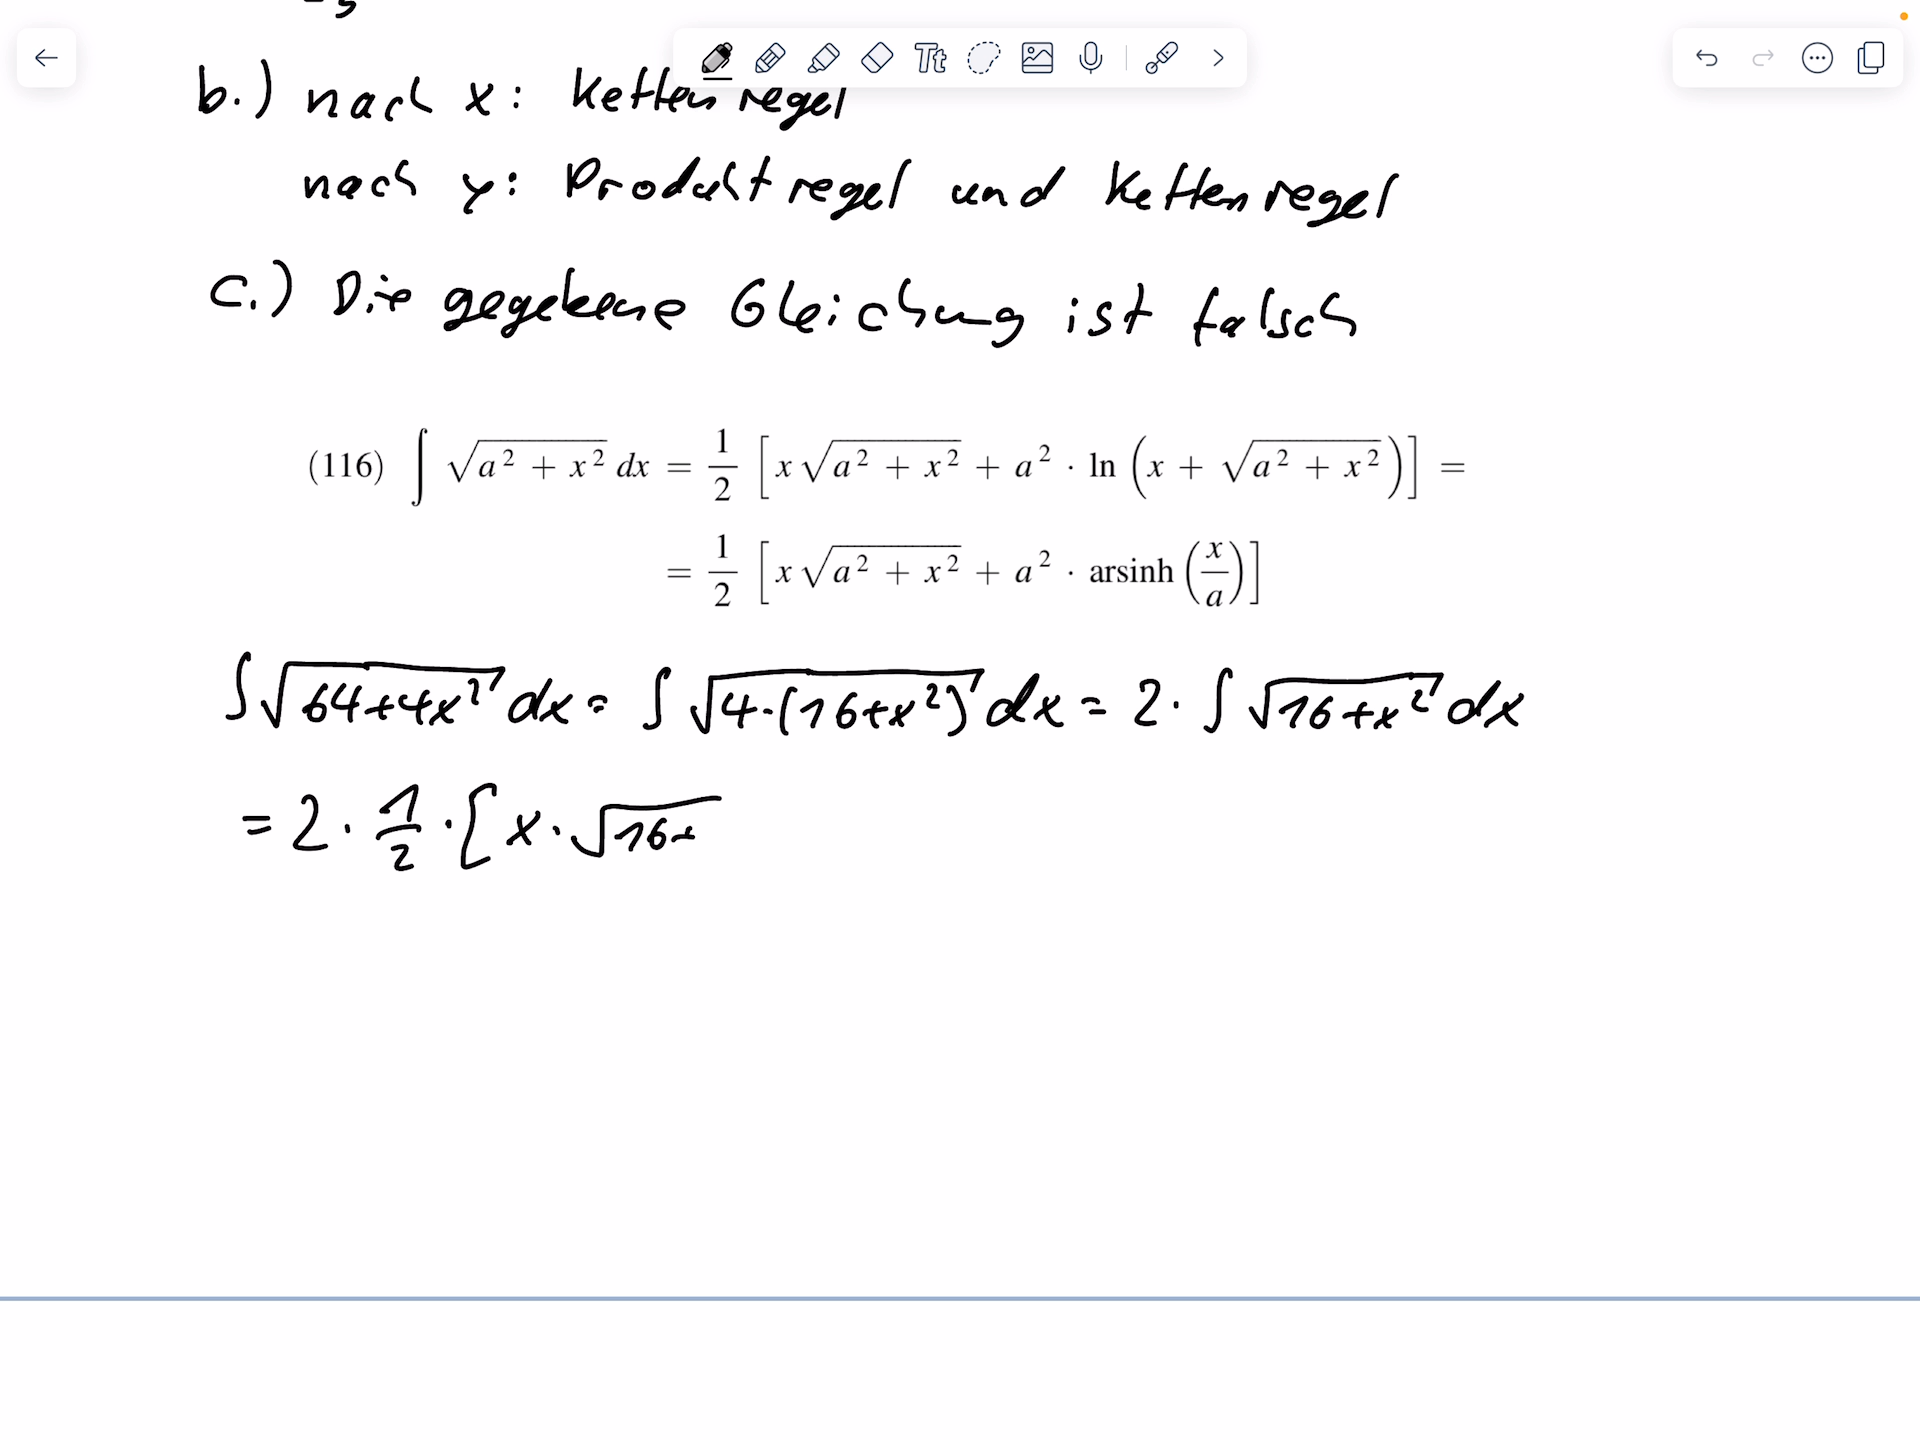 b.) nach x: Kettenregel
nach y: Produktregel und Kettenregel
c.) Die gegebene Gleichung ist falsch
(116) ∫ √(a² + x²) dx = 1/2 [x √(a² + x²) + a² · ln (x + √(a² + x²))] =
= 1/2 [x √(a² + x²) + a² · arsinh (x/a)]
∫ √(64+4x²) dx = ∫ √(4·(16+x²)) dx = 2 · ∫ √(16+x²) dx
= 2 · 1/2 · [x · √(16+